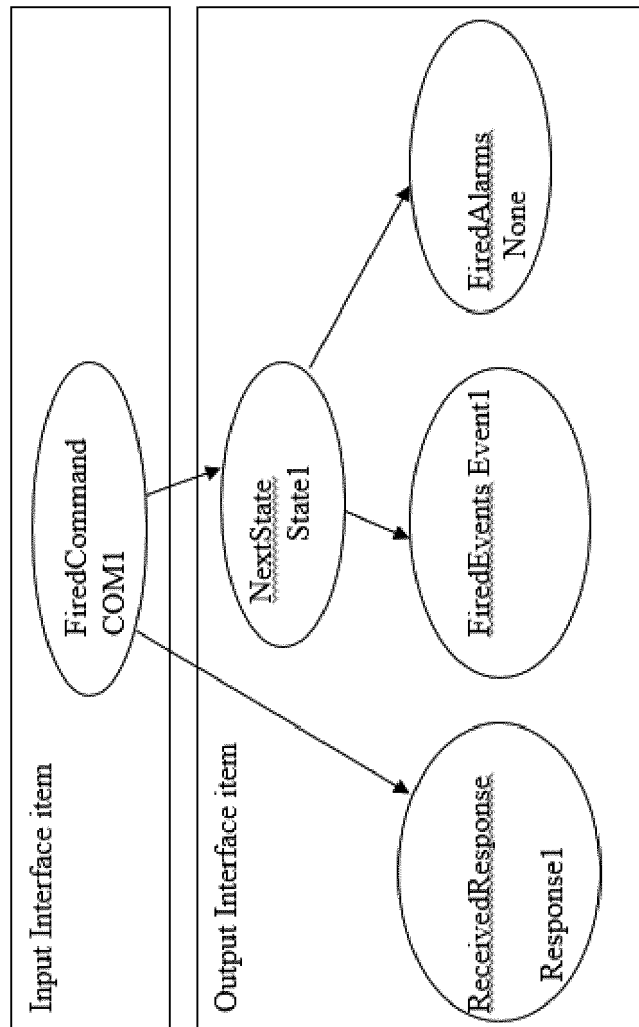 Input Interface item
FiredCommand
COM1
Output Interface item
NextState
State1
ReceivedResponse
Response1
FiredEvents Event1
FiredAlarms
None